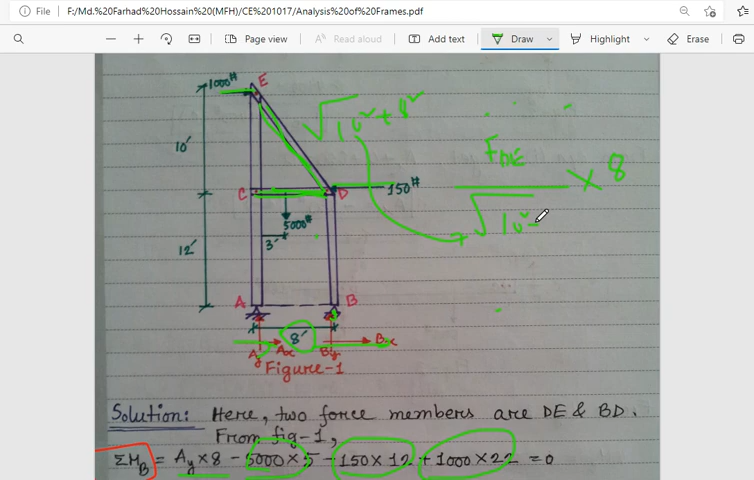 File
F:/Md.%20Farhad%20Hossain%20(MFH)/CE%201017/Analysis%20of%20Frames.pdf
Page view
Read aloud
Add text
Draw
Highlight
Erase
1000#
E
√10²+8²
10'
F_DE
× 8
√10²
C
D
150#
5000#
3'
12'
A
B
8'
Ay
Ax
By
Bx
Figure-1
Solution: Here, two force members are DE & BD.
From fig-1,
ΣM_B = Ay×8 - 5000×5 - 150×12 + 1000×22 = 0